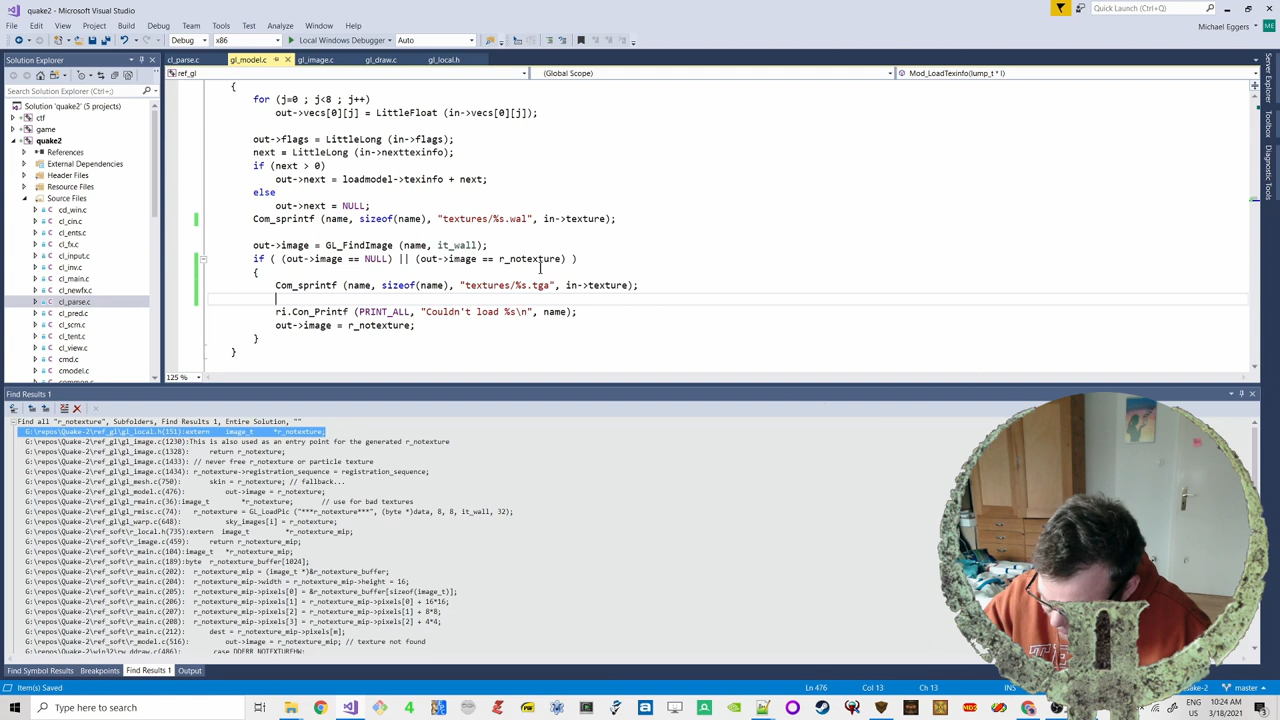 quake2 - Microsoft Visual Studio
Quick Launch (Ctrl+Q)
File Edit View Project Build Debug Team Tools Test Analyze Window Help
Michael Eggers ME
Debug x86 Local Windows Debugger Auto
Solution Explorer
cl_parse.c gl_model.c gl_image.c gl_draw.c gl_local.h
ref_gl (Global Scope) Mod_LoadTexinfo(lump_t * l)
Search Solution Explorer (Ctrl+;)
Solution 'quake2' (5 projects)
ctf
game
quake2
References
External Dependencies
Header Files
Resource Files
Source Files
cd_win.c
cl_cin.c
cl_ents.c
cl_fx.c
cl_input.c
cl_inv.c
cl_main.c
cl_newfx.c
cl_parse.c
cl_pred.c
cl_scrn.c
cl_tent.c
cl_view.c
cmd.c
cmodel.c
common.c
{
for (j=0 ; j<8 ; j++)
out->vecs[0][j] = LittleFloat (in->vecs[0][j]);
out->flags = LittleLong (in->flags);
next = LittleLong (in->nexttexinfo);
if (next > 0)
out->next = loadmodel->texinfo + next;
else
out->next = NULL;
Com_sprintf (name, sizeof(name), "textures/%s.wal", in->texture);
out->image = GL_FindImage (name, it_wall);
if ( (out->image == NULL) || (out->image == r_notexture) )
{
Com_sprintf (name, sizeof(name), "textures/%s.tga", in->texture);
ri.Con_Printf (PRINT_ALL, "Couldn't load %s\n", name);
out->image = r_notexture;
}
}
125 %
Server Explorer
Toolbox
Diagnostic Tools
Find Results 1
Find all "r_notexture", Subfolders, Find Results 1, Entire Solution, ""
G:\repos\Quake-2\ref_gl\gl_local.h(151):extern image_t *r_notexture;
G:\repos\Quake-2\ref_gl\gl_image.c(1230):This is also used as an entry point for the generated r_notexture
G:\repos\Quake-2\ref_gl\gl_image.c(1328): return r_notexture;
G:\repos\Quake-2\ref_gl\gl_image.c(1433): // never free r_notexture or particle texture
G:\repos\Quake-2\ref_gl\gl_image.c(1434): r_notexture->registration_sequence = registration_sequence;
G:\repos\Quake-2\ref_gl\gl_mesh.c(750): skin = r_notexture; // fallback...
G:\repos\Quake-2\ref_gl\gl_model.c(476): out->image = r_notexture;
G:\repos\Quake-2\ref_gl\gl_rmain.c(36):image_t *r_notexture; // use for bad textures
G:\repos\Quake-2\ref_gl\gl_rmisc.c(74): r_notexture = GL_LoadPic ("***r_notexture***", (byte *)data, 8, 8, it_wall, 32);
G:\repos\Quake-2\ref_gl\gl_warp.c(648): sky_images[i] = r_notexture;
G:\repos\Quake-2\ref_soft\r_local.h(735):extern image_t *r_notexture_mip;
G:\repos\Quake-2\ref_soft\r_image.c(459): return r_notexture_mip;
G:\repos\Quake-2\ref_soft\r_main.c(104):image_t *r_notexture_mip;
G:\repos\Quake-2\ref_soft\r_main.c(189):byte r_notexture_buffer[1024];
G:\repos\Quake-2\ref_soft\r_main.c(202): r_notexture_mip = (image_t *)&r_notexture_buffer;
G:\repos\Quake-2\ref_soft\r_main.c(204): r_notexture_mip->width = r_notexture_mip->height = 16;
G:\repos\Quake-2\ref_soft\r_main.c(205): r_notexture_mip->pixels[0] = &r_notexture_buffer[sizeof(image_t)];
G:\repos\Quake-2\ref_soft\r_main.c(206): r_notexture_mip->pixels[1] = r_notexture_mip->pixels[0] + 16*16;
G:\repos\Quake-2\ref_soft\r_main.c(207): r_notexture_mip->pixels[2] = r_notexture_mip->pixels[1] + 8*8;
G:\repos\Quake-2\ref_soft\r_main.c(208): r_notexture_mip->pixels[3] = r_notexture_mip->pixels[2] + 4*4;
G:\repos\Quake-2\ref_soft\r_main.c(212): dest = r_notexture_mip->pixels[m];
G:\repos\Quake-2\ref_soft\r_model.c(516): out->image = r_notexture_mip; // texture not found
G:\repos\Quake-2\win32\rw_ddraw.c(486): case DDERR_NOTEXTUREHW:
Find Symbol Results Breakpoints Find Results 1 Output
Item(s) Saved Ln 476 Col 13 Ch 13 INS master
Type here to search
ENG 10:24 AM
US 3/18/2021